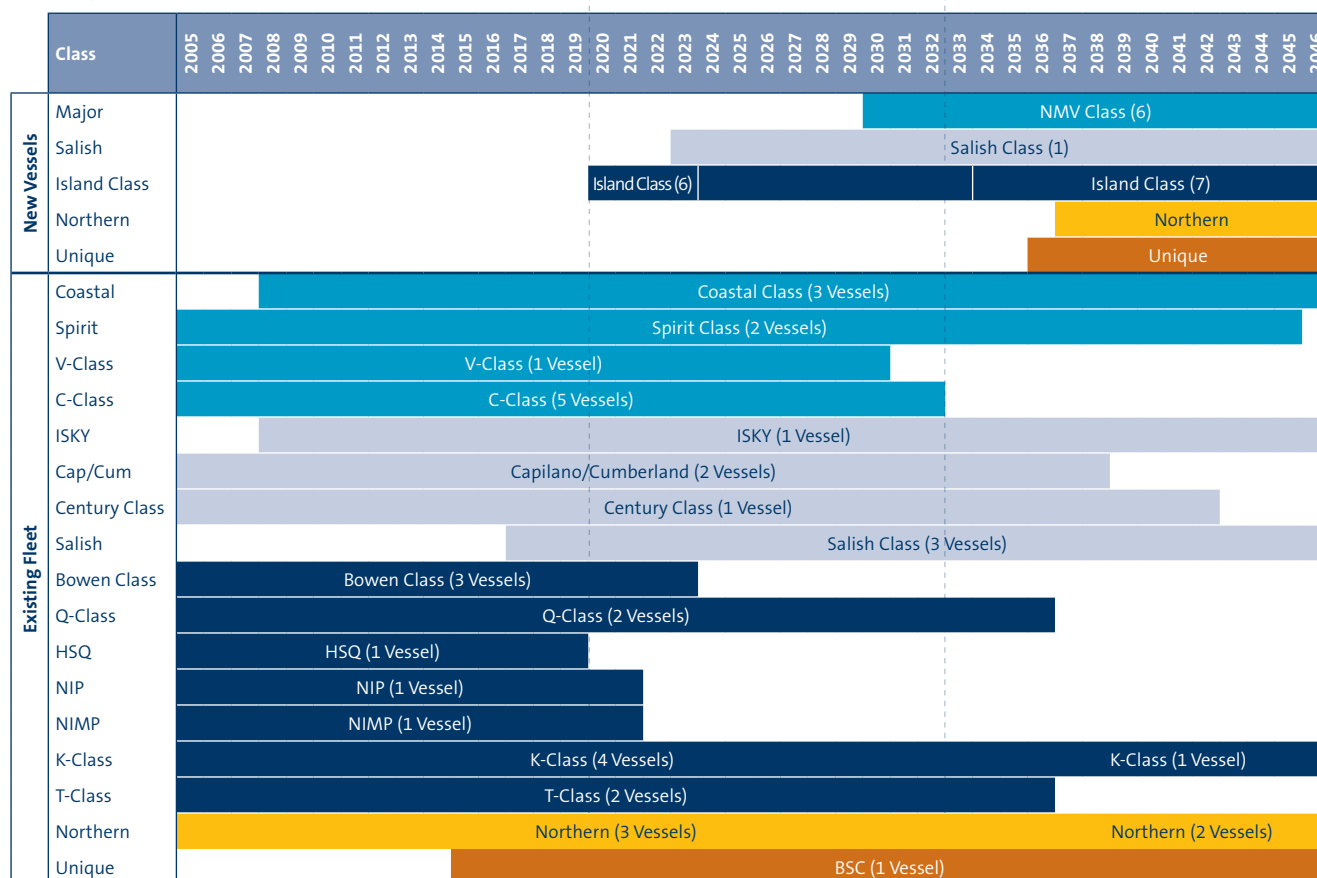 Class 2005 2006 2007 2008 2009 2010 2011 2012 2013 2014 2015 2016 2017 2018 2019 2020 2021 2022 2023 2024 2025 2026 2027 2028 2029 2030 2031 2032 2033 2034 2035 2036 2037 2038 2039 2040 2041 2042 2043 2044 2045 2046
New Vessels
Major NMV Class (6)
Salish Salish Class (1)
Island Class Island Class (6) Island Class (7)
Northern Northern
Unique Unique
Existing Fleet
Coastal Coastal Class (3 Vessels)
Spirit Spirit Class (2 Vessels)
V-Class V-Class (1 Vessel)
C-Class C-Class (5 Vessels)
ISKY ISKY (1 Vessel)
Cap/Cum Capilano/Cumberland (2 Vessels)
Century Class Century Class (1 Vessel)
Salish Salish Class (3 Vessels)
Bowen Class Bowen Class (3 Vessels)
Q-Class Q-Class (2 Vessels)
HSQ HSQ (1 Vessel)
NIP NIP (1 Vessel)
NIMP NIMP (1 Vessel)
K-Class K-Class (4 Vessels) K-Class (1 Vessel)
T-Class T-Class (2 Vessels)
Northern Northern (3 Vessels) Northern (2 Vessels)
Unique BSC (1 Vessel)